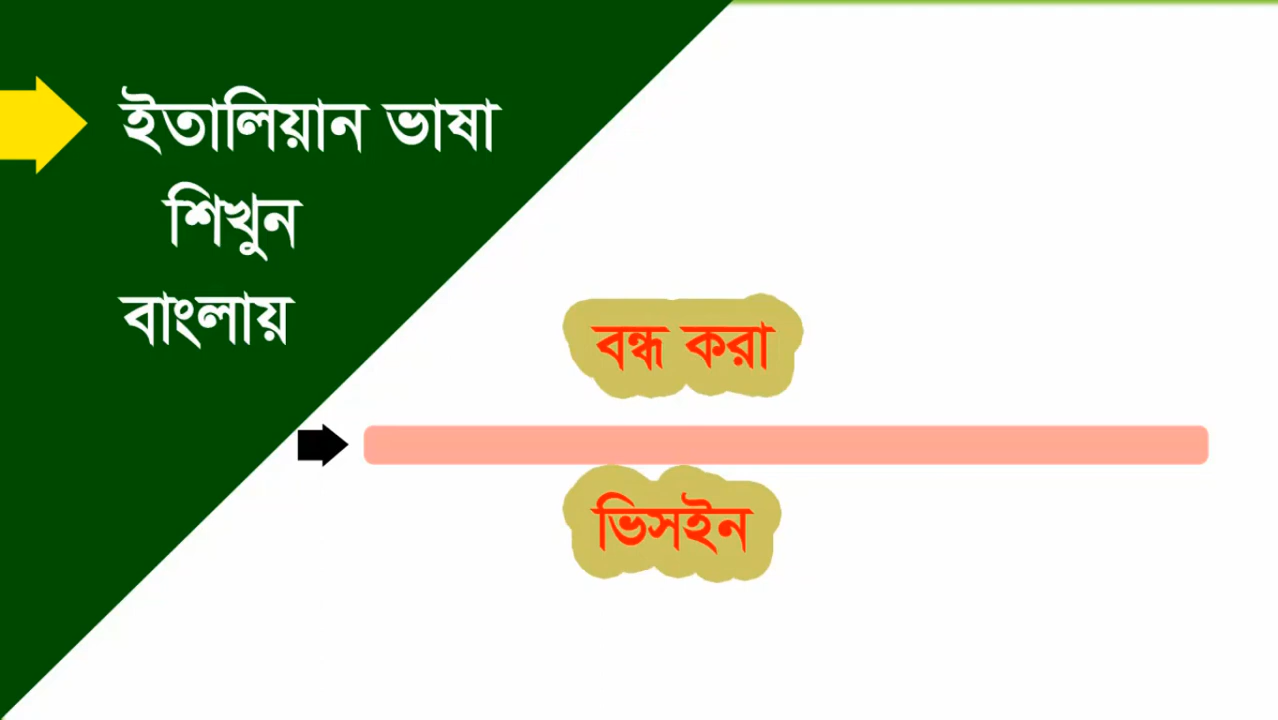 ইতালিয়ান ভাষা
শিখুন
বাংলায়
বন্ধ করা
ভিসইন